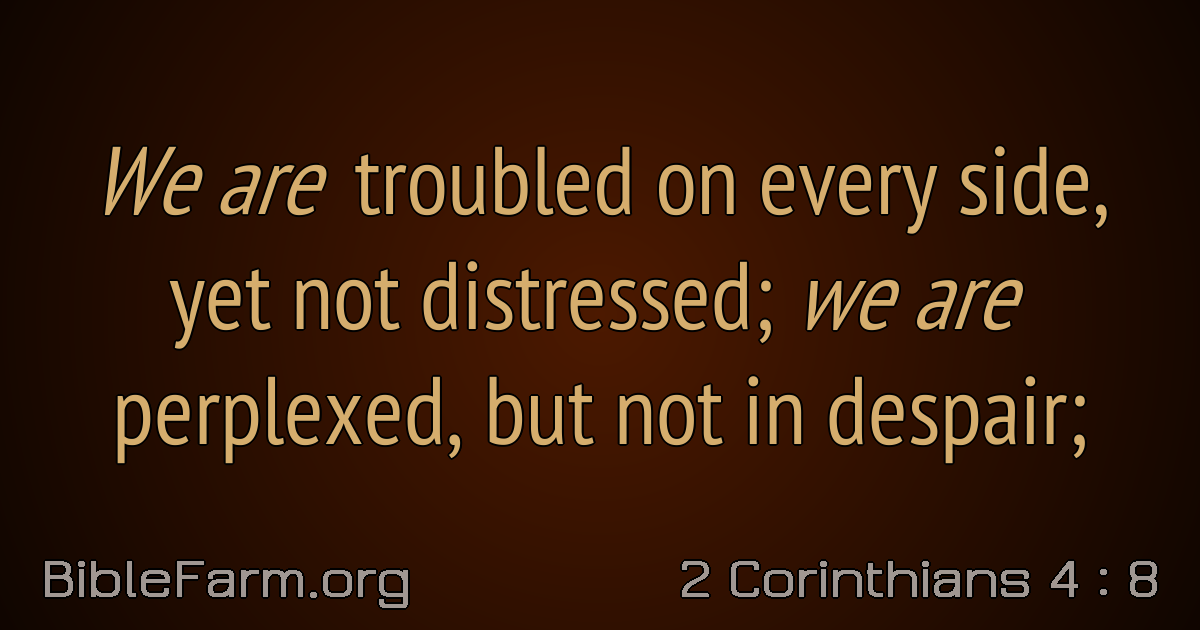 We are troubled on every side,
yet not distressed; we are
perplexed, but not in despair;
BibleFarm.org
2 Corinthians 4 : 8